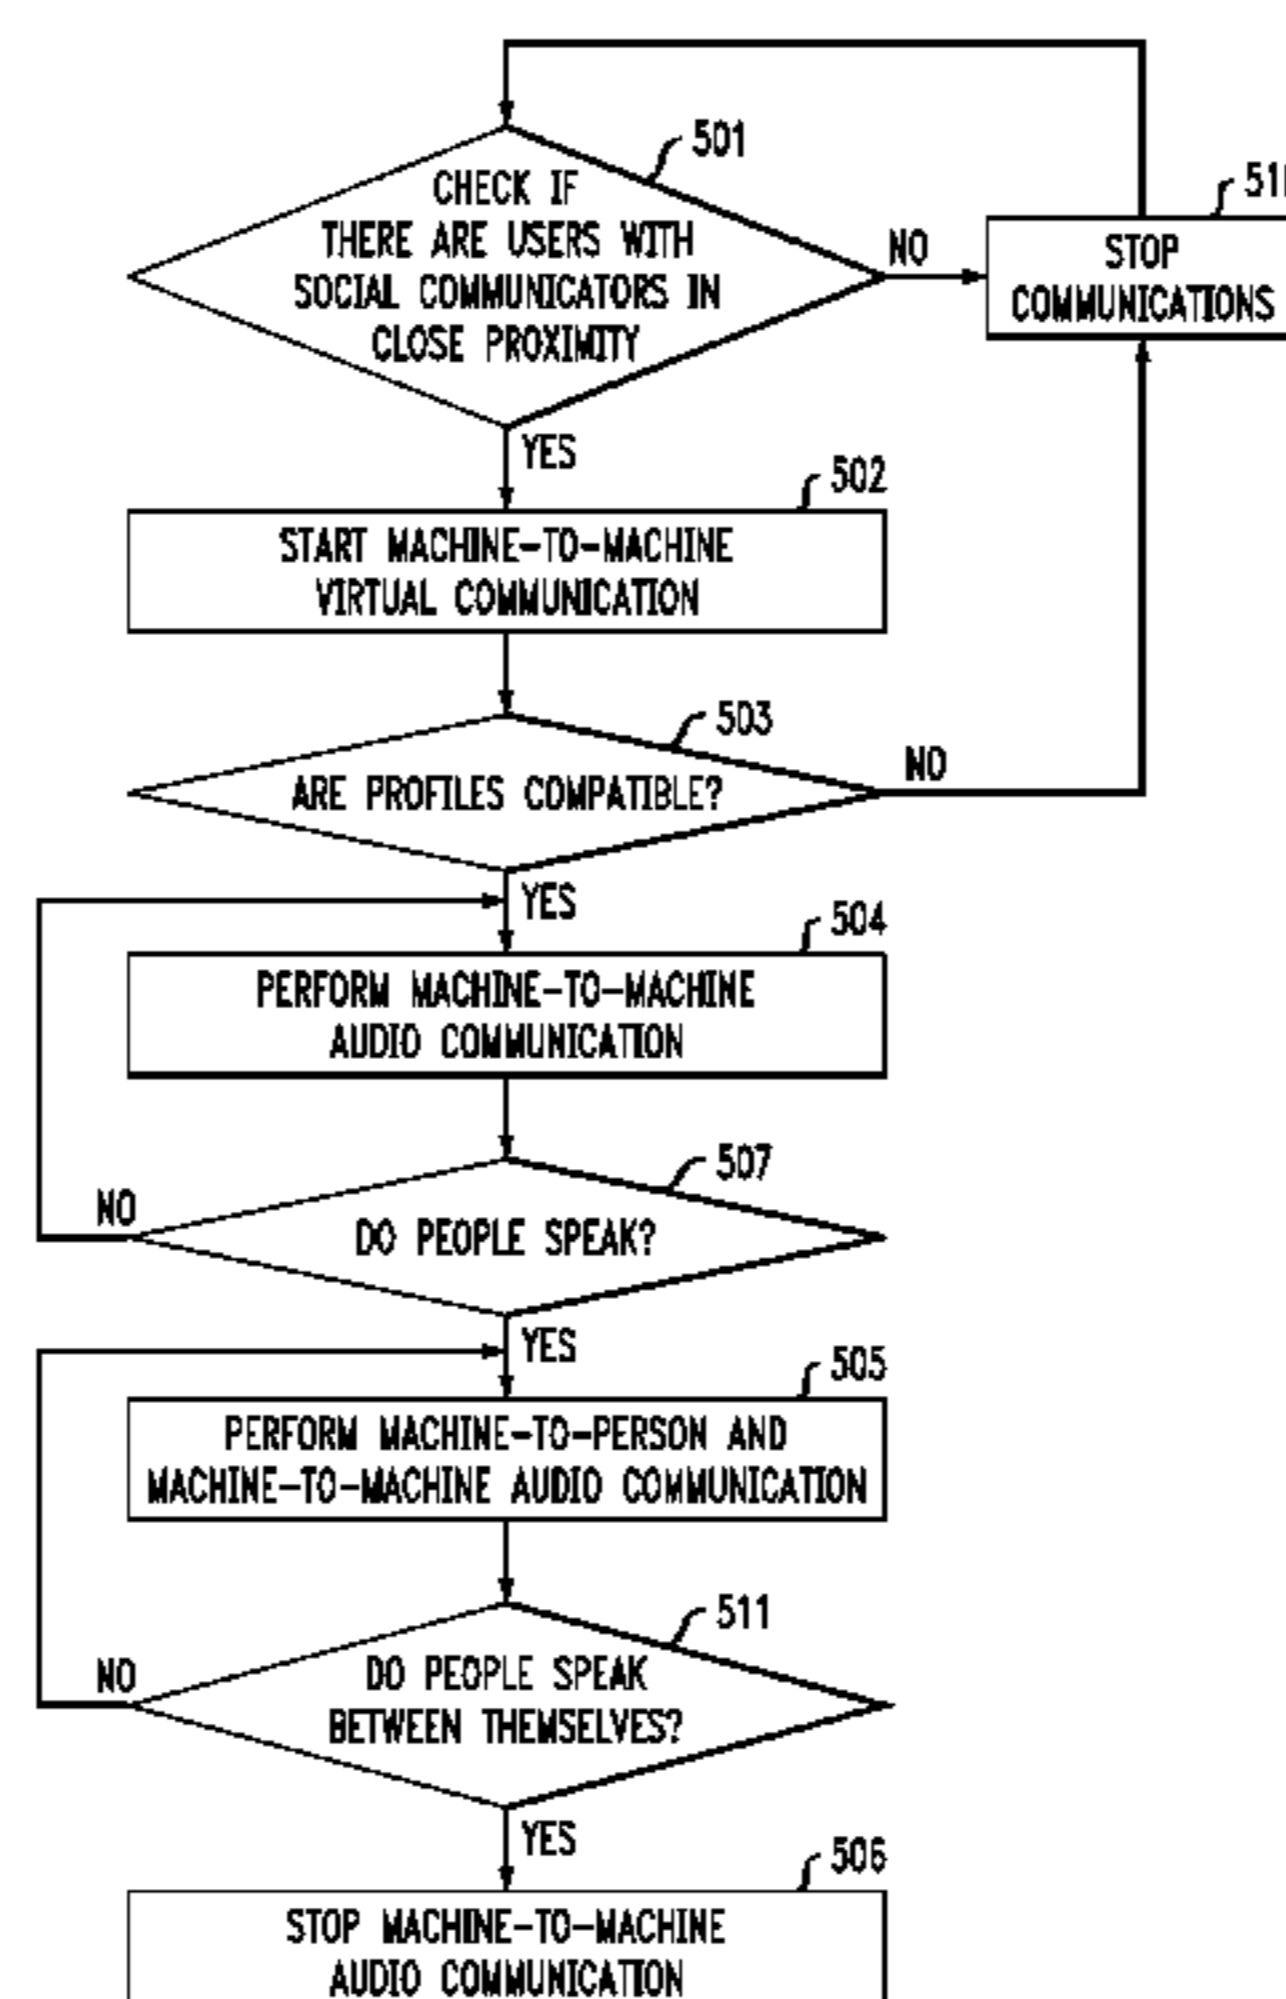 501
CHECK IF
THERE ARE USERS WITH
SOCIAL COMMUNICATORS IN
CLOSE PROXIMITY
NO
STOP
COMMUNICATIONS
YES
502
START MACHINE-TO-MACHINE
VIRTUAL COMMUNICATION
503
ARE PROFILES COMPATIBLE?
NO
YES
504
PERFORM MACHINE-TO-MACHINE
AUDIO COMMUNICATION
507
DO PEOPLE SPEAK?
NO
YES
505
PERFORM MACHINE-TO-PERSON AND
MACHINE-TO-MACHINE AUDIO COMMUNICATION
511
DO PEOPLE SPEAK
BETWEEN THEMSELVES?
NO
YES
506
STOP MACHINE-TO-MACHINE
AUDIO COMMUNICATION